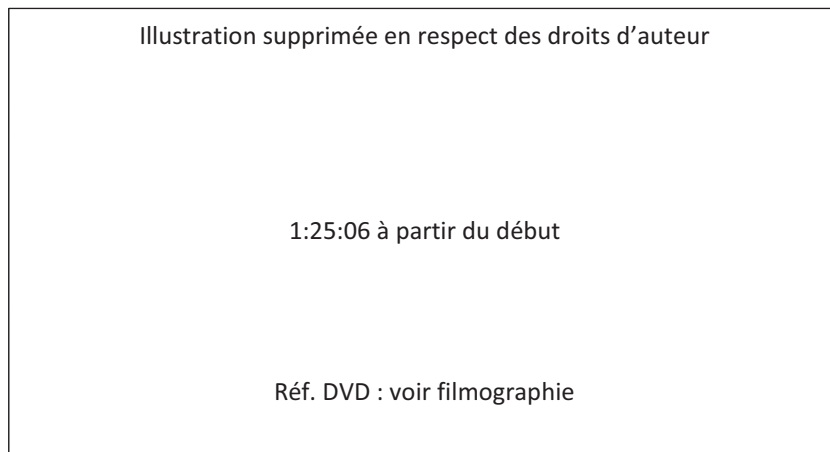 Illustration supprimée en respect des droits d’auteur
1:25:06 à partir du début
Réf. DVD : voir filmographie